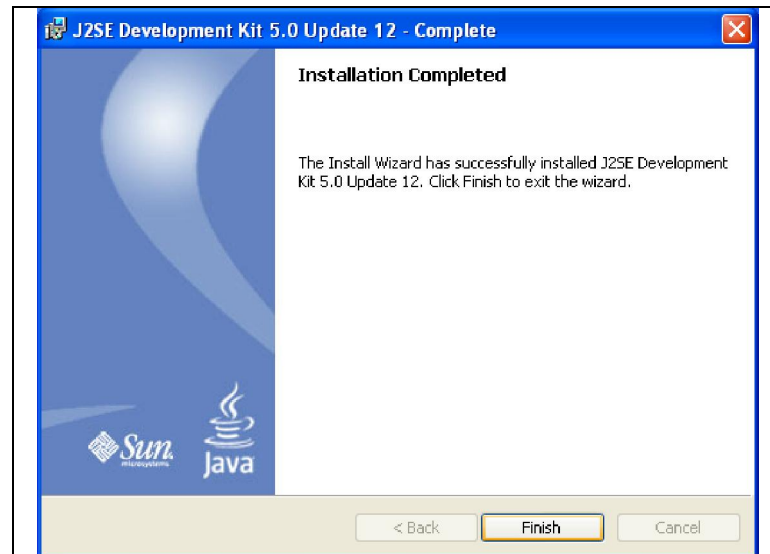 J2SE Development Kit 5.0 Update 12 - Complete
Installation Completed
The Install Wizard has successfully installed J2SE Development
Kit 5.0 Update 12. Click Finish to exit the wizard.
Sun
microsystems
Java
< Back
Finish
Cancel